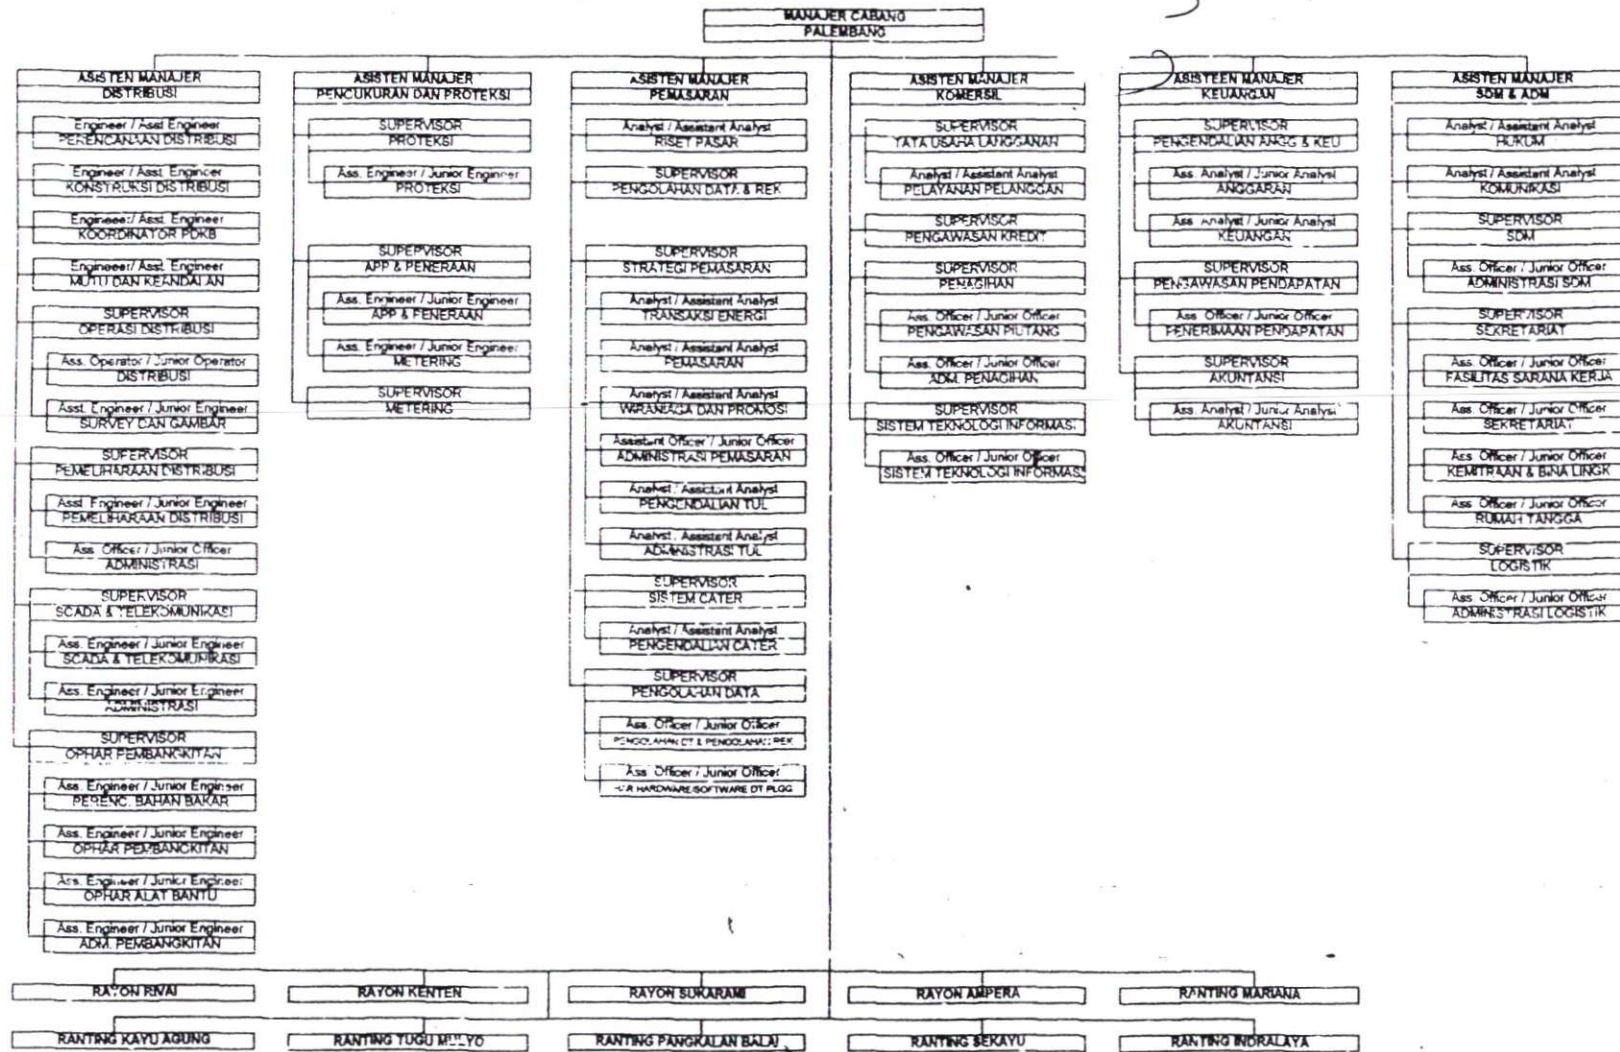 MANAJER CABANG
PALEMBANG
ASISTEN MANAJER
DISTRIBUSI
Engineer / Asst Engineer
PERENCANAAN DISTRIBUSI
Engineer / Asst. Engineer
KONSTRUKSI DISTRIBUSI
Engineer / Asst. Engineer
KOORDINATOR PDKB
Engineer/ Asst. Engineer
MUTU DAN KEANDALAN
SUPERVISOR
OPERASI DISTRIBUSI
Ass. Operator / Junior Operator
DISTRIBUSI
Asst. Engineer / Junior Engineer
SURVEY DAN GAMBAR
SUPERVISOR
PEMELIHARAAN DISTRIBUSI
Asst. Engineer / Junior Engineer
PEMELIHARAAN DISTRIBUSI
Ass. Officer / Junior Officer
ADMINISTRASI
SUPERVISOR
SCADA & TELEKOMUNIKASI
Ass. Engineer / Junior Engineer
SCADA & TELEKOMUNIKASI
Ass. Engineer / Junior Engineer
ADMINISTRASI
SUPERVISOR
OPHAR PEMBANGKITAN
Ass. Engineer / Junior Engineer
PERENC. BAHAN BAKAR
Ass. Engineer / Junior Engineer
OPHAR PEMBANGKITAN
Ass. Engineer / Junior Engineer
OPHAR ALAT BANTU
Ass. Engineer / Junior Engineer
ADM. PEMBANGKITAN
ASISTEN MANAJER
PENCUKURAN DAN PROTEKSI
SUPERVISOR
PROTEKSI
Ass. Engineer / Junior Engineer
PROTEKSI
SUPERVISOR
APP & PENERAAN
Ass. Engineer / Junior Engineer
APP & PENERAAN
Ass. Engineer / Junior Engineer
METERING
SUPERVISOR
METERING
ASISTEN MANAJER
PEMASARAN
Analyst / Assistant Analyst
RISET PASAR
SUPERVISOR
PENGOLAHAN DATA & REK
SUPERVISOR
STRATEGI PEMASARAN
Analyst / Assistant Analyst
TRANSAKSI ENERGI
Analyst / Assistant Analyst
PEMASARAN
Analyst / Assistant Analyst
WIRANIAGA DAN PROMOSI
Assistant Officer / Junior Officer
ADMINISTRASI PEMASARAN
Analyst / Assistant Analyst
PENGENDALIAN TUL
Analyst / Assistant Analyst
ADMINISTRASI TUL
SUPERVISOR
SISTEM CATER
Analyst / Assistant Analyst
PENGENDALIAN CATER
SUPERVISOR
PENGOLAHAN DATA
Ass. Officer / Junior Officer
PENGOLAHAN DT & PENGOLAHAN REK
Ass. Officer / Junior Officer
HARDWARE/SOFTWARE DT PLGG
ASISTEN MANAJER
KOMERSIL
SUPERVISOR
TATA USAHA LANGGANAN
Analyst / Assistant Analyst
PELAYANAN PELANGGAN
SUPERVISOR
PENGAWASAN KREDIT
SUPERVISOR
PENAGIHAN
Ass. Officer / Junior Officer
PENGAWASAN PIUTANG
Ass. Officer / Junior Officer
ADM. PENAGIHAN
SUPERVISOR
SISTEM TEKNOLOGI INFORMASI
Ass. Officer / Junior Officer
SISTEM TEKNOLOGI INFORMASI
ASISTEEN MANAJER
KEUANGAN
SUPERVISOR
PENGENDALIAN ANGG & KEU
Ass. Analyst / Junior Analyst
ANGGARAN
Ass. Analyst / Junior Analyst
KEUANGAN
SUPERVISOR
PENGAWASAN PENDAPATAN
Ass. Officer / Junior Officer
PENERIMAAN PENDAPATAN
SUPERVISOR
AKUNTANSI
Ass. Analyst / Junior Analyst
AKUNTANSI
ASISTEN MANAJER
SDM & ADM
Analyst / Assistent Analyst
HUKUM
Analyst / Assistent Analyst
KOMUNIKASI
SUPERVISOR
SDM
Ass. Officer / Junior Officer
ADMINISTRASI SDM
SUPERVISOR
SEKRETARIAT
Ass. Officer / Junior Officer
FASILITAS SARANA KERJA
Ass. Officer / Junior Officer
SEKRETARIAT
Ass. Officer / Junior Officer
KEMITRAAN & BINA LINGK
Ass. Officer / Junior Officer
RUMAH TANGGA
SUPERVISOR
LOGISTIK
Ass. Officer / Junior Officer
ADMINISTRASI LOGISTIK
RAYON RIVAI
RAYON KENTEN
RAYON SUKARAMI
RAYON AMPERA
RANTING MARIANA
RANTING KAYU AGUNG
RANTING TUGU MULYO
RANTING PANGKALAN BALAI
RANTING SEKAYU
RANTING INDRALAYA